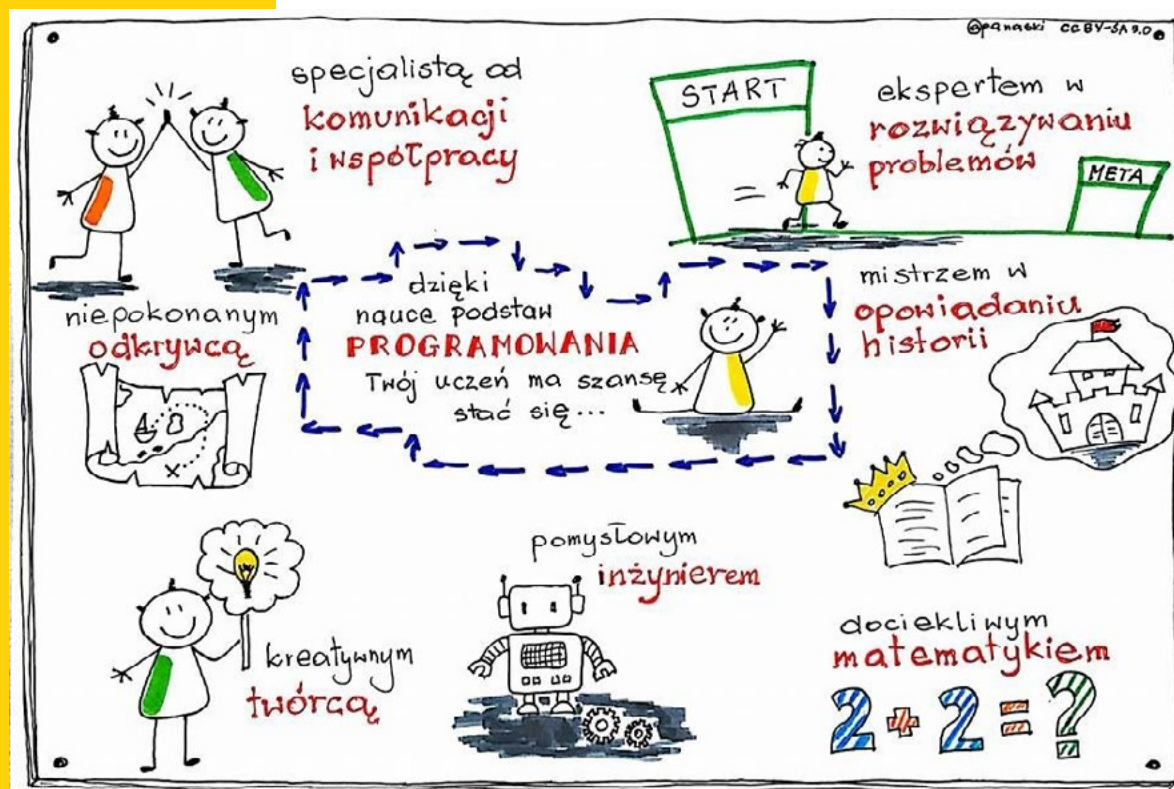 @panaski CC BY-SA 4.0
specjalistą od
komunikacji
i współpracy
START
ekspertem w
rozwiązywaniu
problemów
META
niepokonanym
odkrywcą
dzięki
nauce podstaw
PROGRAMOWANIA
Twój uczeń ma szansę
stać się...
mistrzem w
opowiadaniu
historii
kreatywnym
twórcą
pomysłowym
inżynierem
dociekliwym
matematykiem
2 + 2 = ?